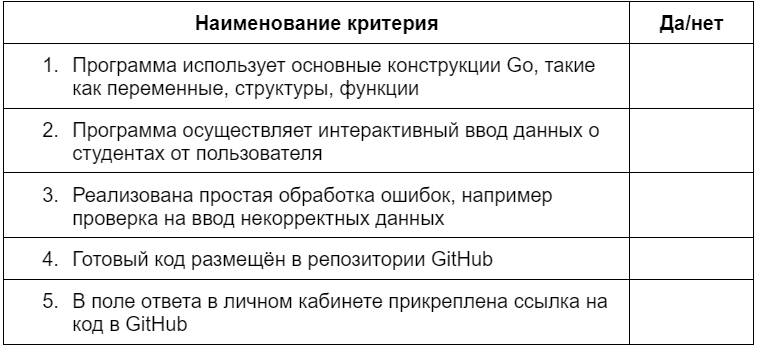 Наименование критерия Да/нет
1. Программа использует основные конструкции Go, такие
как переменные, структуры, функции
2. Программа осуществляет интерактивный ввод данных о
студентах от пользователя
3. Реализована простая обработка ошибок, например
проверка на ввод некорректных данных
4. Готовый код размещён в репозитории GitHub
5. В поле ответа в личном кабинете прикреплена ссылка на
код в GitHub